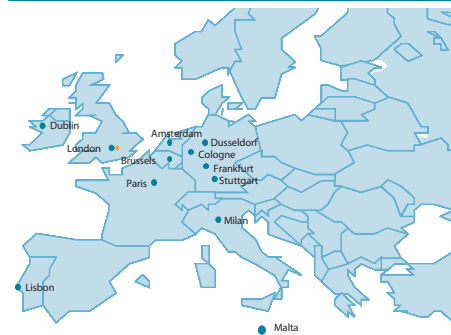 Dublin
Amsterdam
Dusseldorf
London
Cologne
Brussels
Frankfurt
Paris
Stuttgart
Milan
Lisbon
Malta